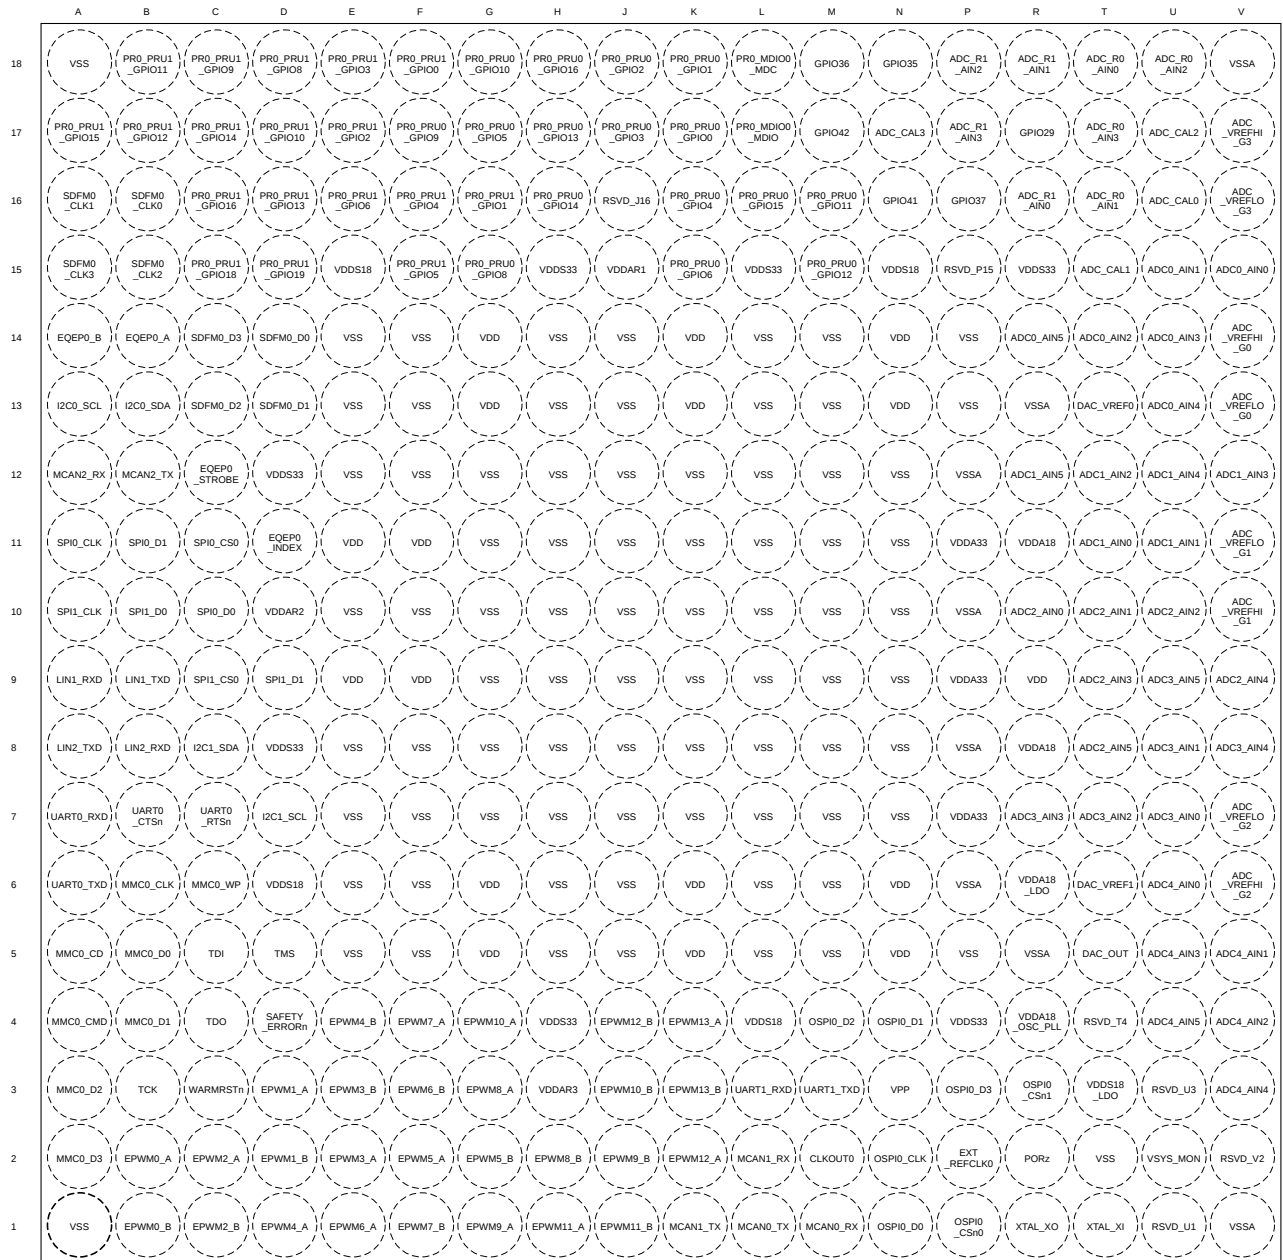 A B C D E F G H J K L M N P R T U V
18 VSS PR0_PRU1_GPIO11 PR0_PRU1_GPIO9 PR0_PRU1_GPIO8 PR0_PRU1_GPIO3 PR0_PRU1_GPIO0 PR0_PRU0_GPIO10 PR0_PRU0_GPIO16 PR0_PRU0_GPIO2 PR0_PRU0_GPIO1 PR0_MDIO0_MDC GPIO36 GPIO35 ADC_R1_AIN2 ADC_R1_AIN1 ADC_R0_AIN0 ADC_R0_AIN2 VSSA
17 PR0_PRU1_GPIO15 PR0_PRU1_GPIO12 PR0_PRU1_GPIO14 PR0_PRU1_GPIO10 PR0_PRU1_GPIO2 PR0_PRU0_GPIO9 PR0_PRU0_GPIO5 PR0_PRU0_GPIO13 PR0_PRU0_GPIO3 PR0_PRU0_GPIO0 PR0_MDIO0_MDIO GPIO42 ADC_CAL3 ADC_R1_AIN3 GPIO29 ADC_R0_AIN3 ADC_CAL2 ADC_VREFHI_G3
16 SDFM0_CLK1 SDFM0_CLK0 PR0_PRU1_GPIO16 PR0_PRU1_GPIO13 PR0_PRU1_GPIO6 PR0_PRU1_GPIO4 PR0_PRU1_GPIO1 PR0_PRU0_GPIO14 RSVD_J16 PR0_PRU0_GPIO4 PR0_PRU0_GPIO15 PR0_PRU0_GPIO11 GPIO41 GPIO37 ADC_R1_AIN0 ADC_R0_AIN1 ADC_CAL0 ADC_VREFLO_G3
15 SDFM0_CLK3 SDFM0_CLK2 PR0_PRU1_GPIO18 PR0_PRU1_GPIO19 VDDS18 PR0_PRU1_GPIO5 PR0_PRU0_GPIO8 VDDS33 VDDAR1 PR0_PRU0_GPIO6 VDDS33 PR0_PRU0_GPIO12 VDDS18 RSVD_P15 VDDS33 ADC_CAL1 ADC0_AIN1 ADC0_AIN0
14 EQEP0_B EQEP0_A SDFM0_D3 SDFM0_D0 VSS VSS VDD VSS VSS VDD VSS VSS VDD VSS ADC0_AIN5 ADC0_AIN2 ADC0_AIN3 ADC_VREFHI_G0
13 I2C0_SCL I2C0_SDA SDFM0_D2 SDFM0_D1 VSS VSS VDD VSS VSS VDD VSS VSS VDD VSS VSSA DAC_VREF0 ADC0_AIN4 ADC_VREFLO_G0
12 MCAN2_RX MCAN2_TX EQEP0_STROBE VDDS33 VSS VSS VSS VSS VSS VSS VSS VSS VSS VSSA ADC1_AIN5 ADC1_AIN2 ADC1_AIN4 ADC1_AIN3
11 SPI0_CLK SPI0_D1 SPI0_CS0 EQEP0_INDEX VDD VDD VSS VSS VSS VSS VSS VSS VSS VDDA33 VDDA18 ADC1_AIN0 ADC1_AIN1 ADC_VREFLO_G1
10 SPI1_CLK SPI1_D0 SPI0_D0 VDDAR2 VSS VSS VSS VSS VSS VSS VSS VSS VSS VSSA ADC2_AIN0 ADC2_AIN1 ADC2_AIN2 ADC_VREFHI_G1
9 LIN1_RXD LIN1_TXD SPI1_CS0 SPI1_D1 VDD VDD VSS VSS VSS VSS VSS VSS VSS VDDA33 VDD ADC2_AIN3 ADC3_AIN5 ADC2_AIN4
8 LIN2_TXD LIN2_RXD I2C1_SDA VDDS33 VSS VSS VSS VSS VSS VSS VSS VSS VSS VSSA VDDA18 ADC2_AIN5 ADC3_AIN1 ADC3_AIN4
7 UART0_RXD UART0_CTSn UART0_RTSn I2C1_SCL VSS VSS VSS VSS VSS VSS VSS VSS VSS VDDA33 ADC3_AIN3 ADC3_AIN2 ADC3_AIN0 ADC_VREFLO_G2
6 UART0_TXD MMC0_CLK MMC0_WP VDDS18 VSS VSS VDD VSS VSS VDD VSS VSS VDD VSSA VDDA18_LDO DAC_VREF1 ADC4_AIN0 ADC_VREFHI_G2
5 MMC0_CD MMC0_D0 TDI TMS VSS VSS VDD VSS VSS VDD VSS VSS VDD VSS VSSA DAC_OUT ADC4_AIN3 ADC4_AIN1
4 MMC0_CMD MMC0_D1 TDO SAFETY_ERRORn EPWM4_B EPWM7_A EPWM10_A VDDS33 EPWM12_B EPWM13_A VDDS18 OSPI0_D2 OSPI0_D1 VDDS33 VDDA18_OSC_PLL RSVD_T4 ADC4_AIN5 ADC4_AIN2
3 MMC0_D2 TCK WARMRSTn EPWM1_A EPWM3_B EPWM6_B EPWM8_A VDDAR3 EPWM10_B EPWM13_B UART1_RXD UART1_TXD VPP OSPI0_D3 OSPI0_CSn1 VDDS18_LDO RSVD_U3 ADC4_AIN4
2 MMC0_D3 EPWM0_A EPWM2_A EPWM1_B EPWM3_A EPWM5_A EPWM5_B EPWM8_B EPWM9_B EPWM12_A MCAN1_RX CLKOUT0 OSPI0_CLK EXT_REFCLK0 PORz VSS VSYS_MON RSVD_V2
1 VSS EPWM0_B EPWM2_B EPWM4_A EPWM6_A EPWM7_B EPWM9_A EPWM11_A EPWM11_B MCAN1_TX MCAN0_TX MCAN0_RX OSPI0_D0 OSPI0_CSn0 XTAL_XO XTAL_XI RSVD_U1 VSSA